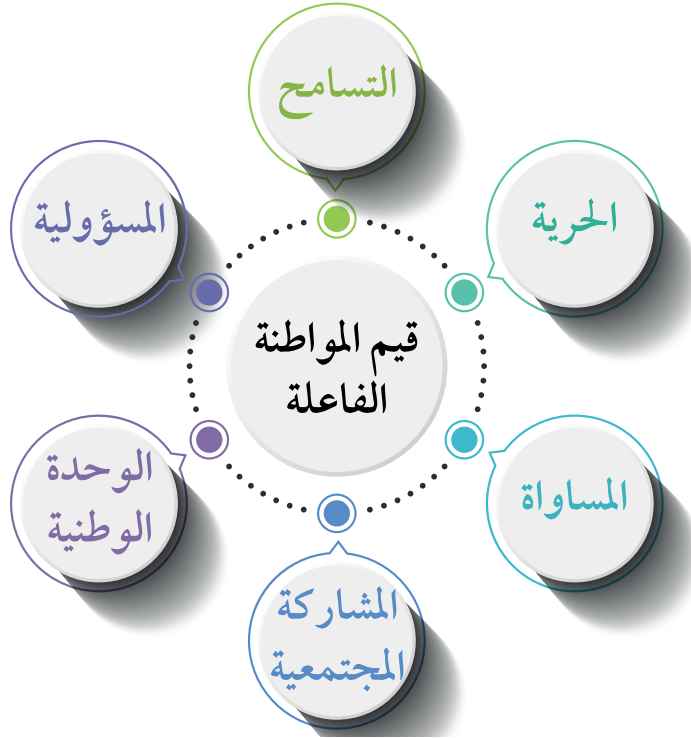 التسامح
الحرية
المسؤولية
قيم المواطنة
الفاعلة
المساواة
الوحدة
الوطنية
المشاركة
المجتمعية